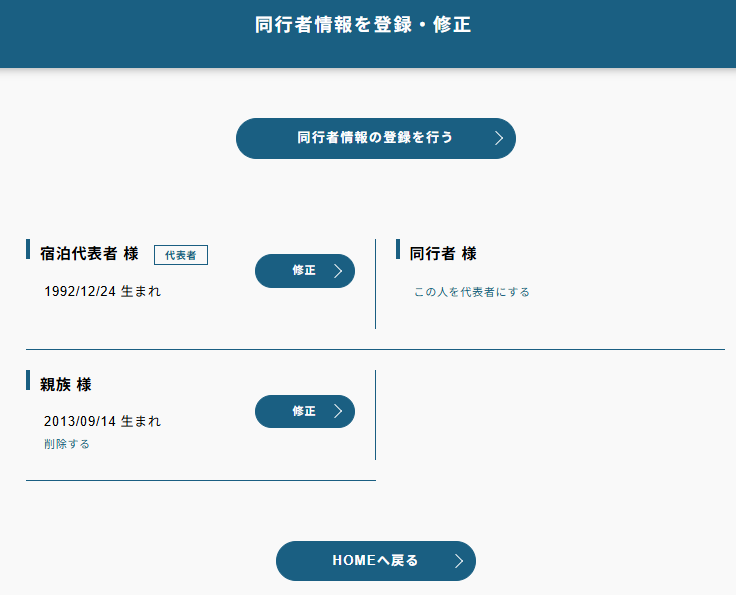 同行者情報を登録・修正
同行者情報の登録を行う
宿泊代表者 様 代表者
修正
1992/12/24 生まれ
同行者 様
この人を代表者にする
親族 様
修正
2013/09/14 生まれ
削除する
HOMEへ戻る